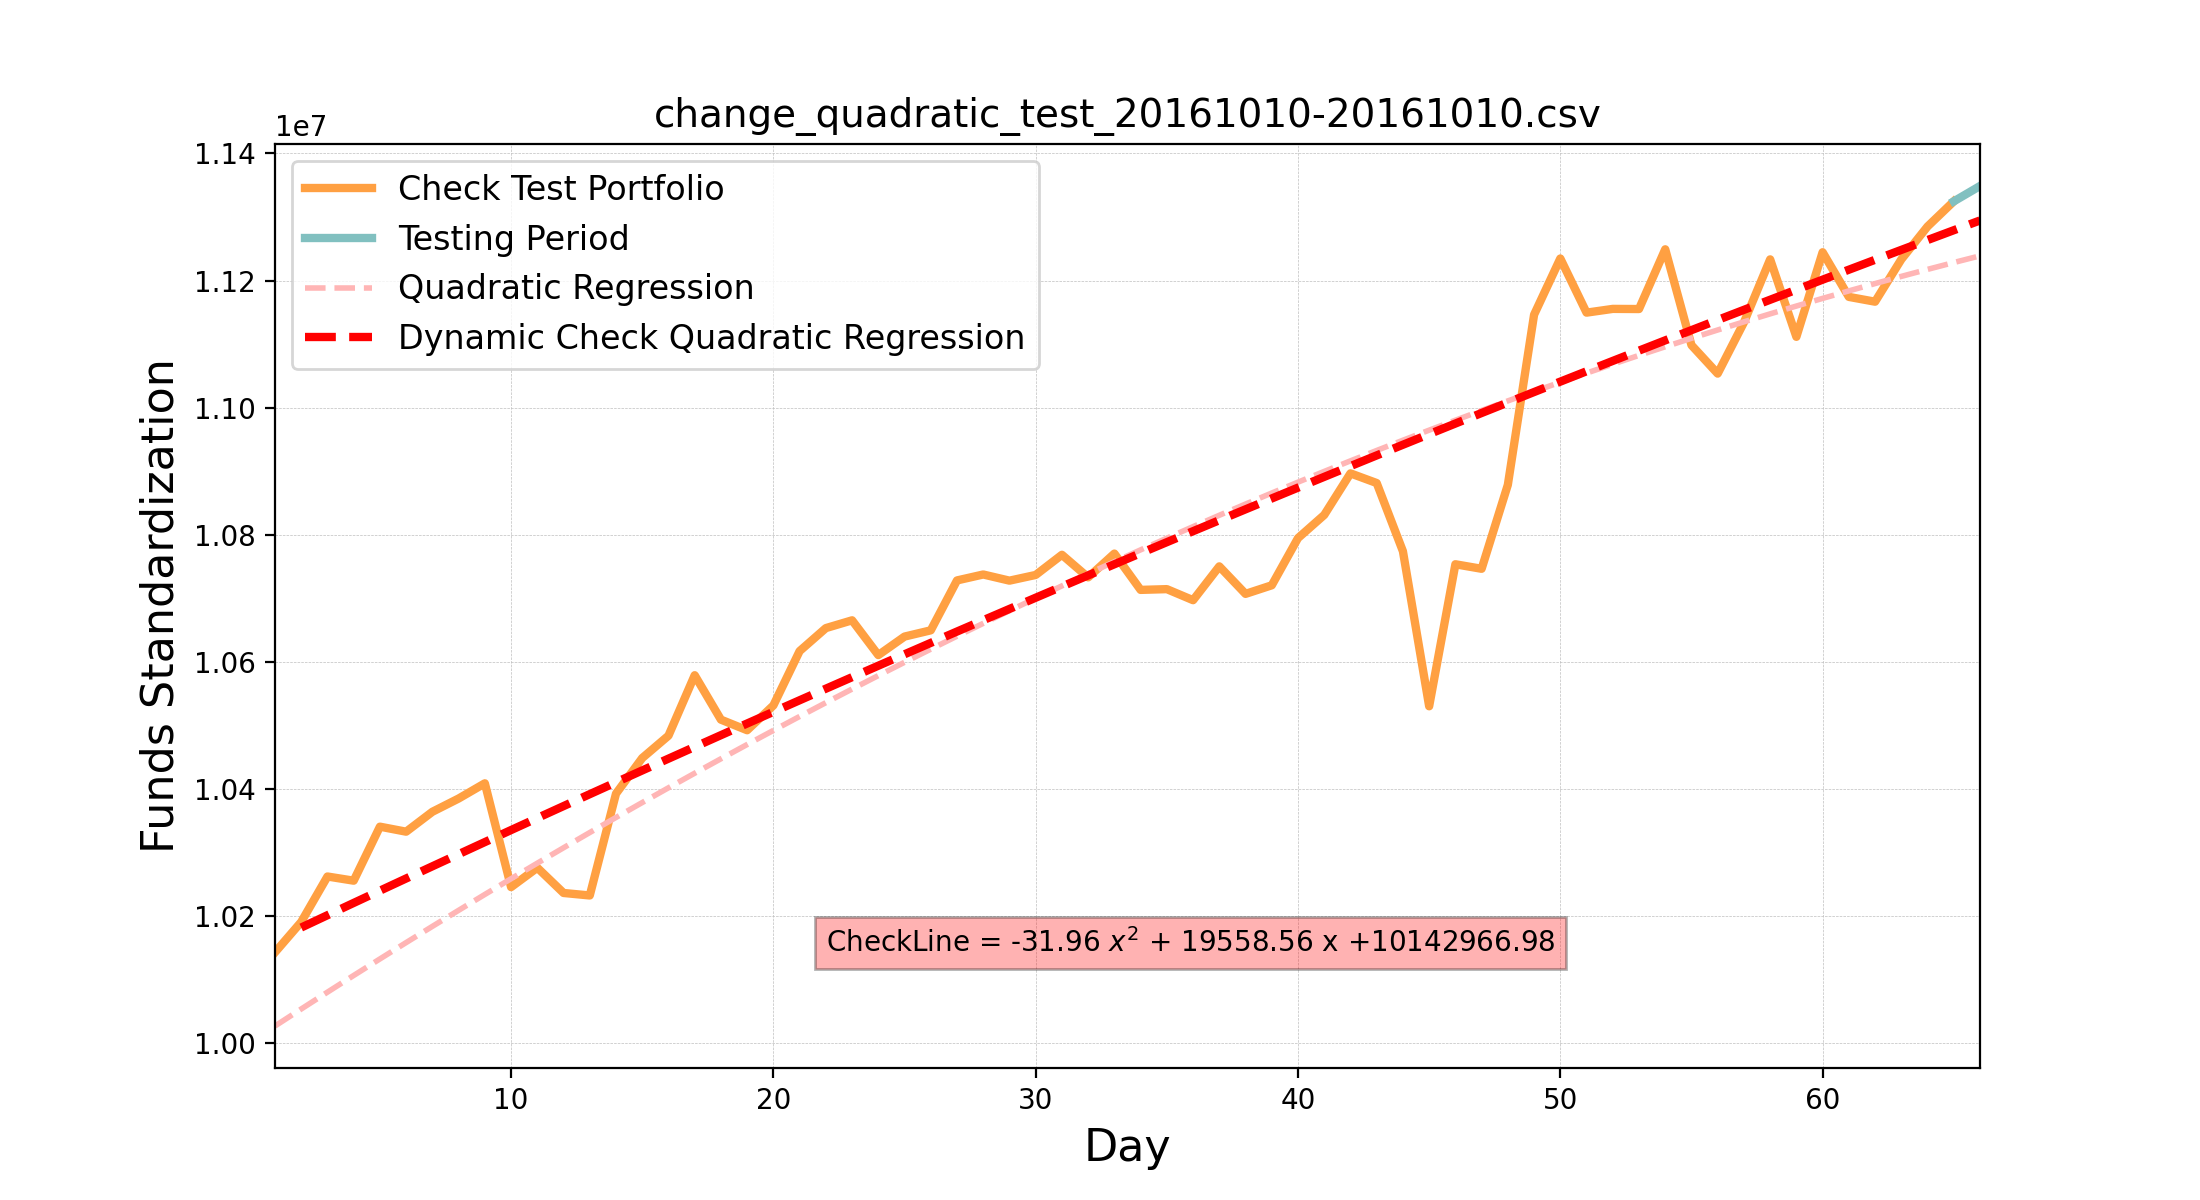 change_quadratic_test_20161010-20161010.csv
1e7
1.14
1.12
1.10
1.08
1.06
1.04
1.02
1.00
Funds Standardization
Check Test Portfolio
Testing Period
Quadratic Regression
Dynamic Check Quadratic Regression
CheckLine = -31.96 x² + 19558.56 x +10142966.98
10 20 30 40 50 60
Day